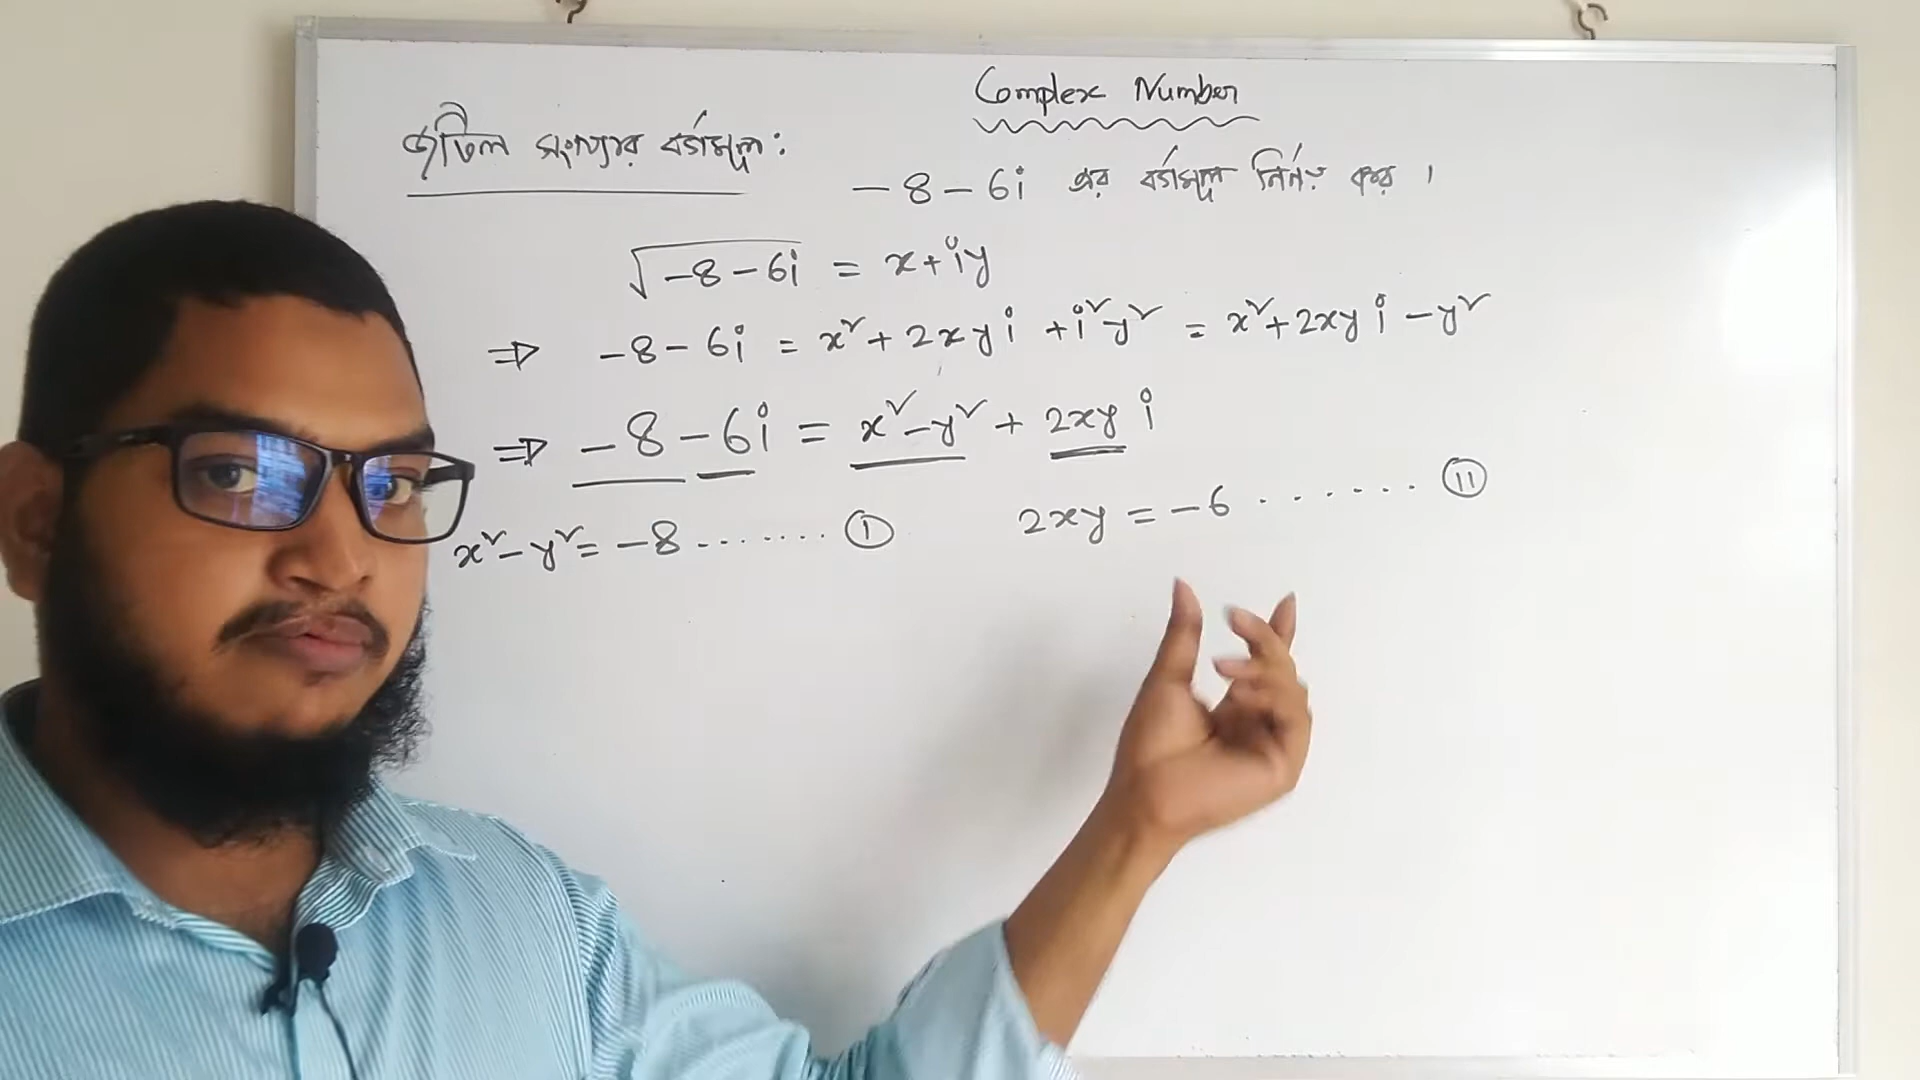 Complex Number
জটিল সংখ্যার বর্গমূল:
-8-6i এর বর্গমূল নির্ণয় কর।
√-8-6i = x+iy
⇒ -8-6i = x²+2xyi+i²y² = x²+2xyi-y²
⇒ -8-6i = x²-y²+2xyi
x²-y²=-8.......①
2xy=-6.......⑪